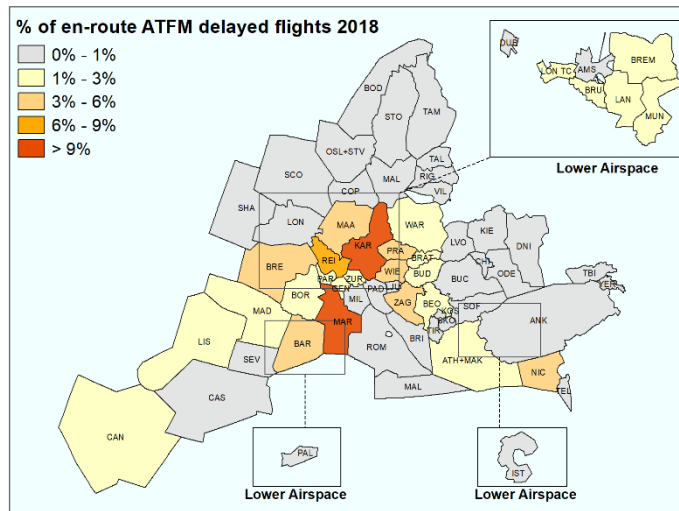 % of en-route ATFM delayed flights 2018
0% - 1%
1% - 3%
3% - 6%
6% - 9%
> 9%
DUB
LON TC
AMS
BREM
BRU
LAN
MUN
Lower Airspace
BOD
STO
TAM
OSL+STV
TAL
SCO
COP
MAL
RIG
VIL
SHA
LON
MAA
KAR
WAR
LVO
KIE
DNI
REI
PRA
BRAT
CHI
BRE
PAR
ZUR
WIE
BUD
BUC
ODE
TBI
YER
GEN
LJU
BOR
MIL
PAD
ZAG
BEO
SOF
MAD
KOS
SKO
ANK
MAR
TIR
LIS
BAR
ROM
BRI
SEV
ATH+MAK
NIC
CAS
MAL
TEL
CAN
PAL
IST
Lower Airspace
Lower Airspace